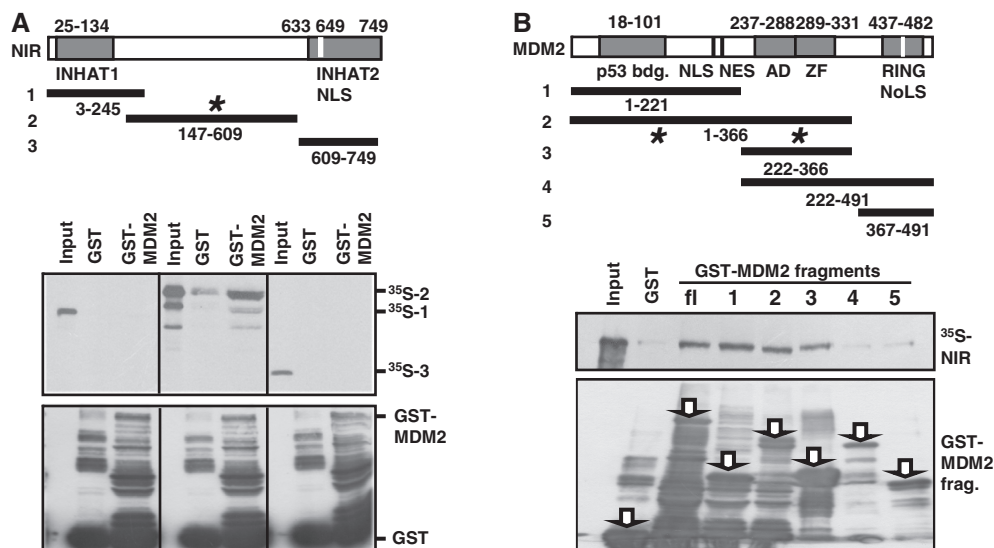 A
25-134
633 649 749
NIR
INHAT1
INHAT2
NLS
1
3-245
*
2
147-609
3
609-749
Input
GST
GST-
MDM2
Input
GST
GST-
MDM2
Input
GST
GST-
MDM2
35S-2
35S-1
35S-3
GST-
MDM2
GST
B
18-101
237-288 289-331
437-482
MDM2
p53 bdg.
NLS
NES
AD
ZF
RING
NoLS
1
1-221
2
* 1-366 *
3
222-366
4
222-491
5
367-491
Input
GST
GST-MDM2 fragments
fl 1 2 3 4 5
35S-
NIR
GST-
MDM2
frag.